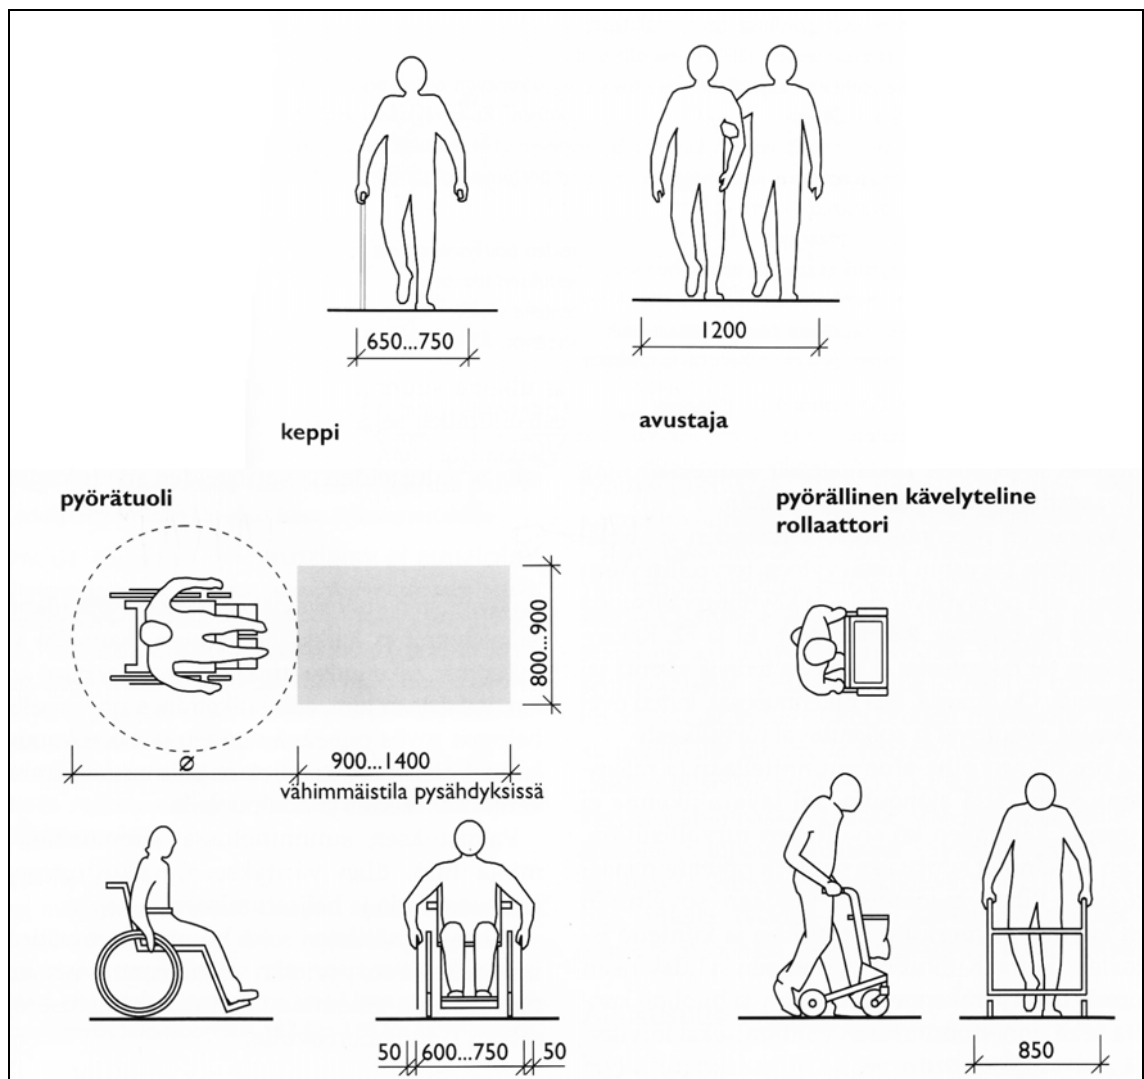 650...750
1200
keppi
avustaja
pyörätuoli
pyörällinen kävelyteline
rollaattori
800...900
ø
900...1400
vähimmäistila pysähdyksissä
50 600...750 50
850